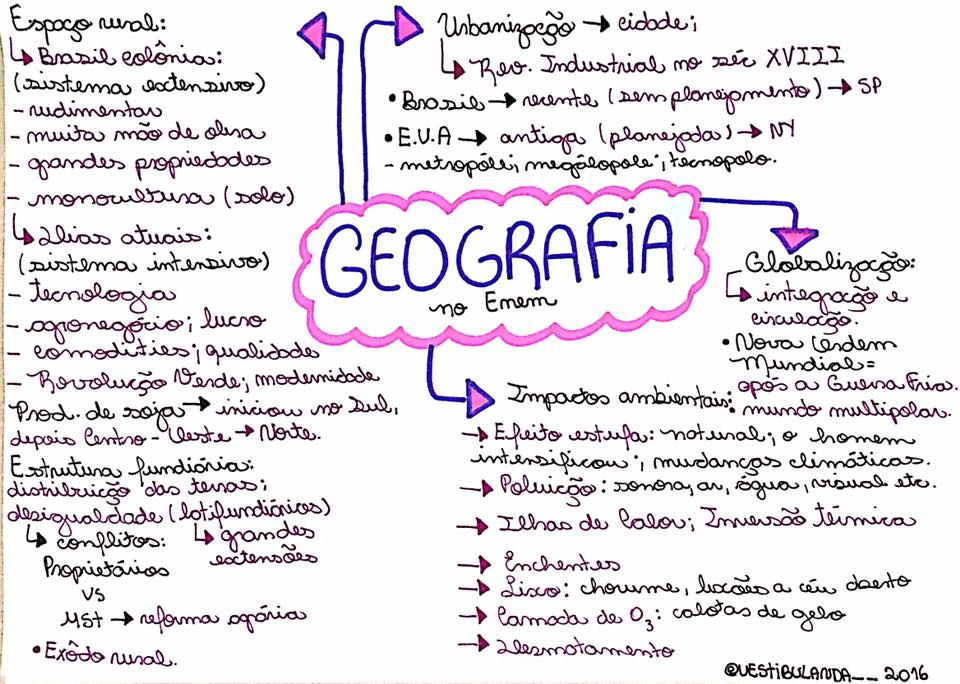 Espaço rural:
↳ Brasil colônia:
(sistema extensivo)
- rudimentar
- muita mão de obra
- grandes propriedades
- monocultura (solo)
↳ Dias atuais:
(sistema intensivo)
- tecnologia
- agronegócio; lucro
- comodities; qualidade
- Revolução Verde; modernidade
Prod. de soja → iniciou no Sul,
depois Centro-Oeste → Norte.
Estrutura fundiária:
distribuição das terras;
desigualdade (latifundiários)
↳ conflitos: ↳ grandes
extensões
Proprietários
vs
MST → reforma agrária
• Exôdo rural.
Urbanização → cidade;
↳ Rev. Industrial no séc XVIII
• Brasil → recente (sem planejamento) → SP
• E.U.A → antiga (planejada) → NY
- metrópole; megálopole; tecnopolo.
GEOGRAFIA
no Enem
Globalização:
↳ integração e
circulação.
• Nova Ordem
Mundial =
após a Guerra Fria.
mundo multipolar.
Impactos ambientais:
→ Efeito estufa: natural; o homem
intensificou; mudanças climáticas.
→ Poluição: sonora, ar, água, visual etc.
→ Ilhas de Calor; Inversão térmica
→ Enchentes
→ Lixo: chorume, lixões a céu aberto
→ Camada de O₃: calotas de gelo
→ Desmatamento
@VESTIBULANDA__ 2016